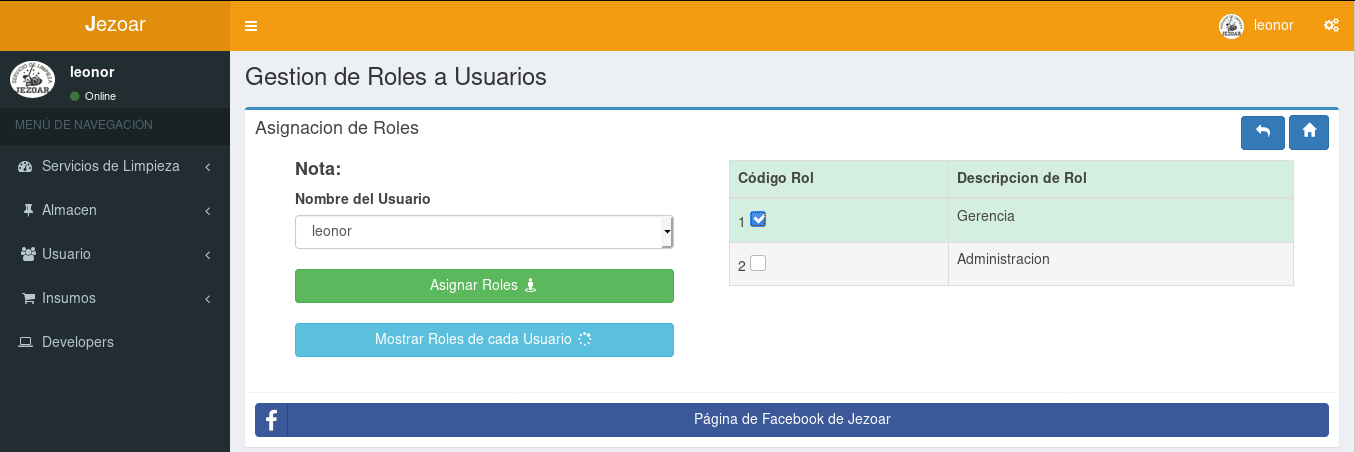 Jezoar
leonor
leonor
Online
MENÚ DE NAVEGACIÓN
Servicios de Limpieza
Almacen
Usuario
Insumos
Developers
Gestion de Roles a Usuarios
Asignacion de Roles
Nota:
Nombre del Usuario
leonor
Asignar Roles
Mostrar Roles de cada Usuario
Código Rol Descripcion de Rol
1 Gerencia
2 Administracion
Página de Facebook de Jezoar